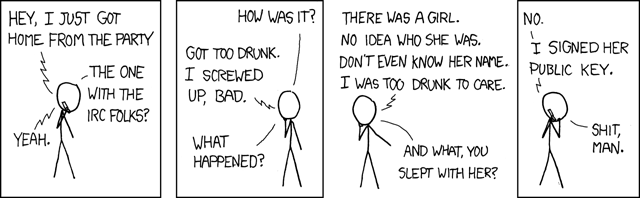 HEY, I JUST GOT
HOME FROM THE PARTY
THE ONE
WITH THE
IRC FOLKS?
YEAH.
HOW WAS IT?
GOT TOO DRUNK.
I SCREWED
UP, BAD.
WHAT
HAPPENED?
THERE WAS A GIRL.
NO IDEA WHO SHE WAS.
DON'T EVEN KNOW HER NAME.
I WAS TOO DRUNK TO CARE.
AND WHAT, YOU
SLEPT WITH HER?
NO.
I SIGNED HER
PUBLIC KEY.
SHIT,
MAN.